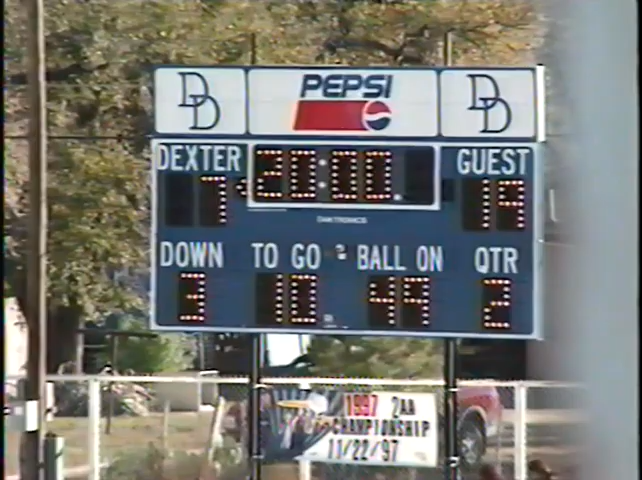 DD PEPSI DD
DEXTER 20:00. GUEST
7 19
DAKTRONICS
DOWN TO GO BALL ON QTR
3 10 49 2
1997 2AA
CHAMPIONSHIP
11/22/97